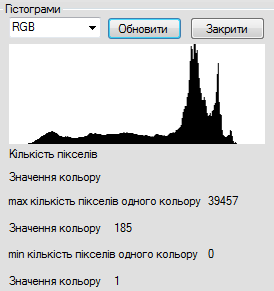 Гістограми
RGB
Обновити
Закрити
Кількість пікселів
Значення кольору
max кількість пікселів одного кольору 39457
Значення кольору 185
min кількість пікселів одного кольору 0
Значення кольору 1